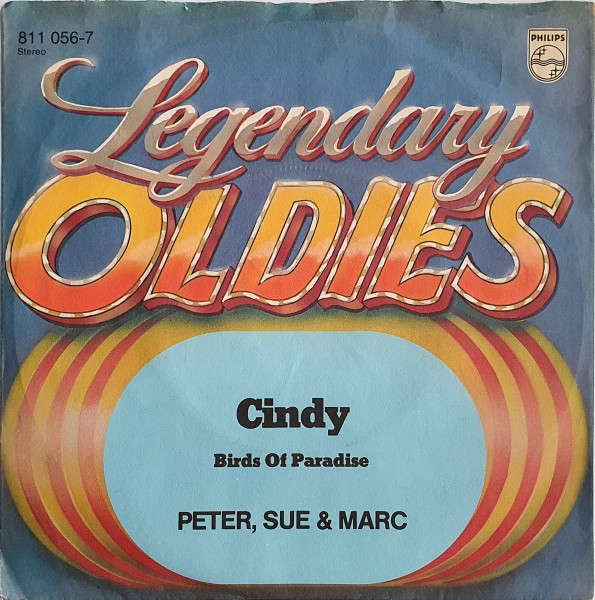 811 056-7
Stereo
PHILIPS
Legendary
OLDIES
Cindy
Birds Of Paradise
PETER, SUE & MARC